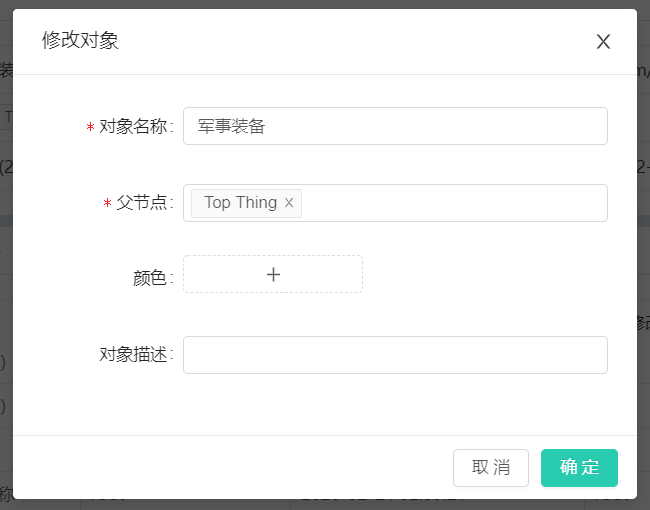 修改对象
* 对象名称:
军事装备
* 父节点:
Top Thing
颜色:
对象描述:
取 消
确 定